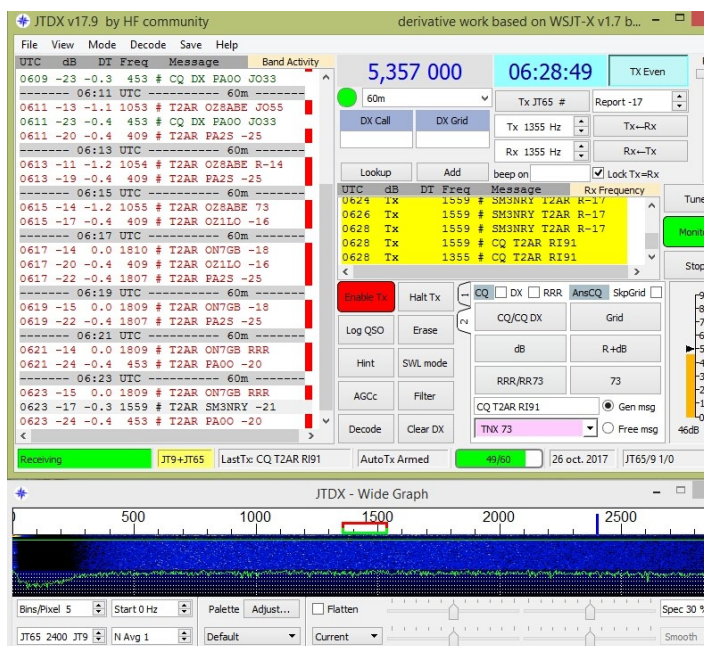 JTDX v17.9 by HF community derivative work based on WSJT-X v1.7 b...
File View Mode Decode Save Help
UTC dB DT Freq Message Band Activity
0609 -23 -0.3 453 # CQ DX PA0O JO33
------- 06:11 UTC ---------- 60m -------
0611 -13 -1.1 1053 # T2AR OZ8ABE JO55
0611 -23 -0.4 453 # CQ DX PA0O JO33
0611 -20 -0.4 409 # T2AR PA2S -25
------- 06:13 UTC ---------- 60m -------
0613 -11 -1.2 1054 # T2AR OZ8ABE R-14
0613 -19 -0.4 409 # T2AR PA2S -25
------- 06:15 UTC ---------- 60m -------
0615 -14 -1.2 1055 # T2AR OZ8ABE 73
0615 -17 -0.4 409 # T2AR OZ1LO -16
------- 06:17 UTC ---------- 60m -------
0617 -14 0.0 1810 # T2AR ON7GB -18
0617 -20 -0.4 409 # T2AR OZ1LO -16
0617 -22 -0.4 1807 # T2AR PA2S -25
------- 06:19 UTC ---------- 60m -------
0619 -15 0.0 1809 # T2AR ON7GB -18
0619 -22 -0.4 1807 # T2AR PA2S -25
------- 06:21 UTC ---------- 60m -------
0621 -14 0.0 1809 # T2AR ON7GB RRR
0621 -24 -0.4 453 # T2AR PA0O -20
------- 06:23 UTC ---------- 60m -------
0623 -15 0.0 1809 # T2AR ON7GB RRR
0623 -17 -0.3 1559 # T2AR SM3NRY -21
0623 -24 -0.4 453 # T2AR PA0O -20
5,357 000
06:28:49
TX Even
60m
Tx JT65 #
Report -17
DX Call DX Grid
Tx 1355 Hz
Tx←Rx
Rx 1355 Hz
Rx←Tx
Lookup Add
beep on
Lock Tx=Rx
UTC dB DT Freq Message Rx Frequency
0624 Tx 1559 # SM3NRY T2AR R-17
0626 Tx 1559 # SM3NRY T2AR R-17
0628 Tx 1559 # SM3NRY T2AR R-17
0628 Tx 1559 # CQ T2AR RI91
0628 Tx 1355 # CQ T2AR RI91
Tune
Monit
Stop
Enable Tx Halt Tx
Log QSO Erase
Hint SWL mode
AGCc Filter
Decode Clear DX
1
2
CQ DX RRR AnsCQ SkpGrid
CQ/CQ DX Grid
dB R+dB
RRR/RR73 73
CQ T2AR RI91 Gen msg
TNX 73 Free msg
46dB
Receiving JT9+JT65 LastTx: CQ T2AR RI91 AutoTx Armed 49/60 26 oct. 2017 JT65/9 1/0
JTDX - Wide Graph
500 1000 1500 2000 2500
Bins/Pixel 5 Start 0 Hz Palette Adjust... Flatten Spec 30 %
JT65 2400 JT9 N Avg 1 Default Current Smooth